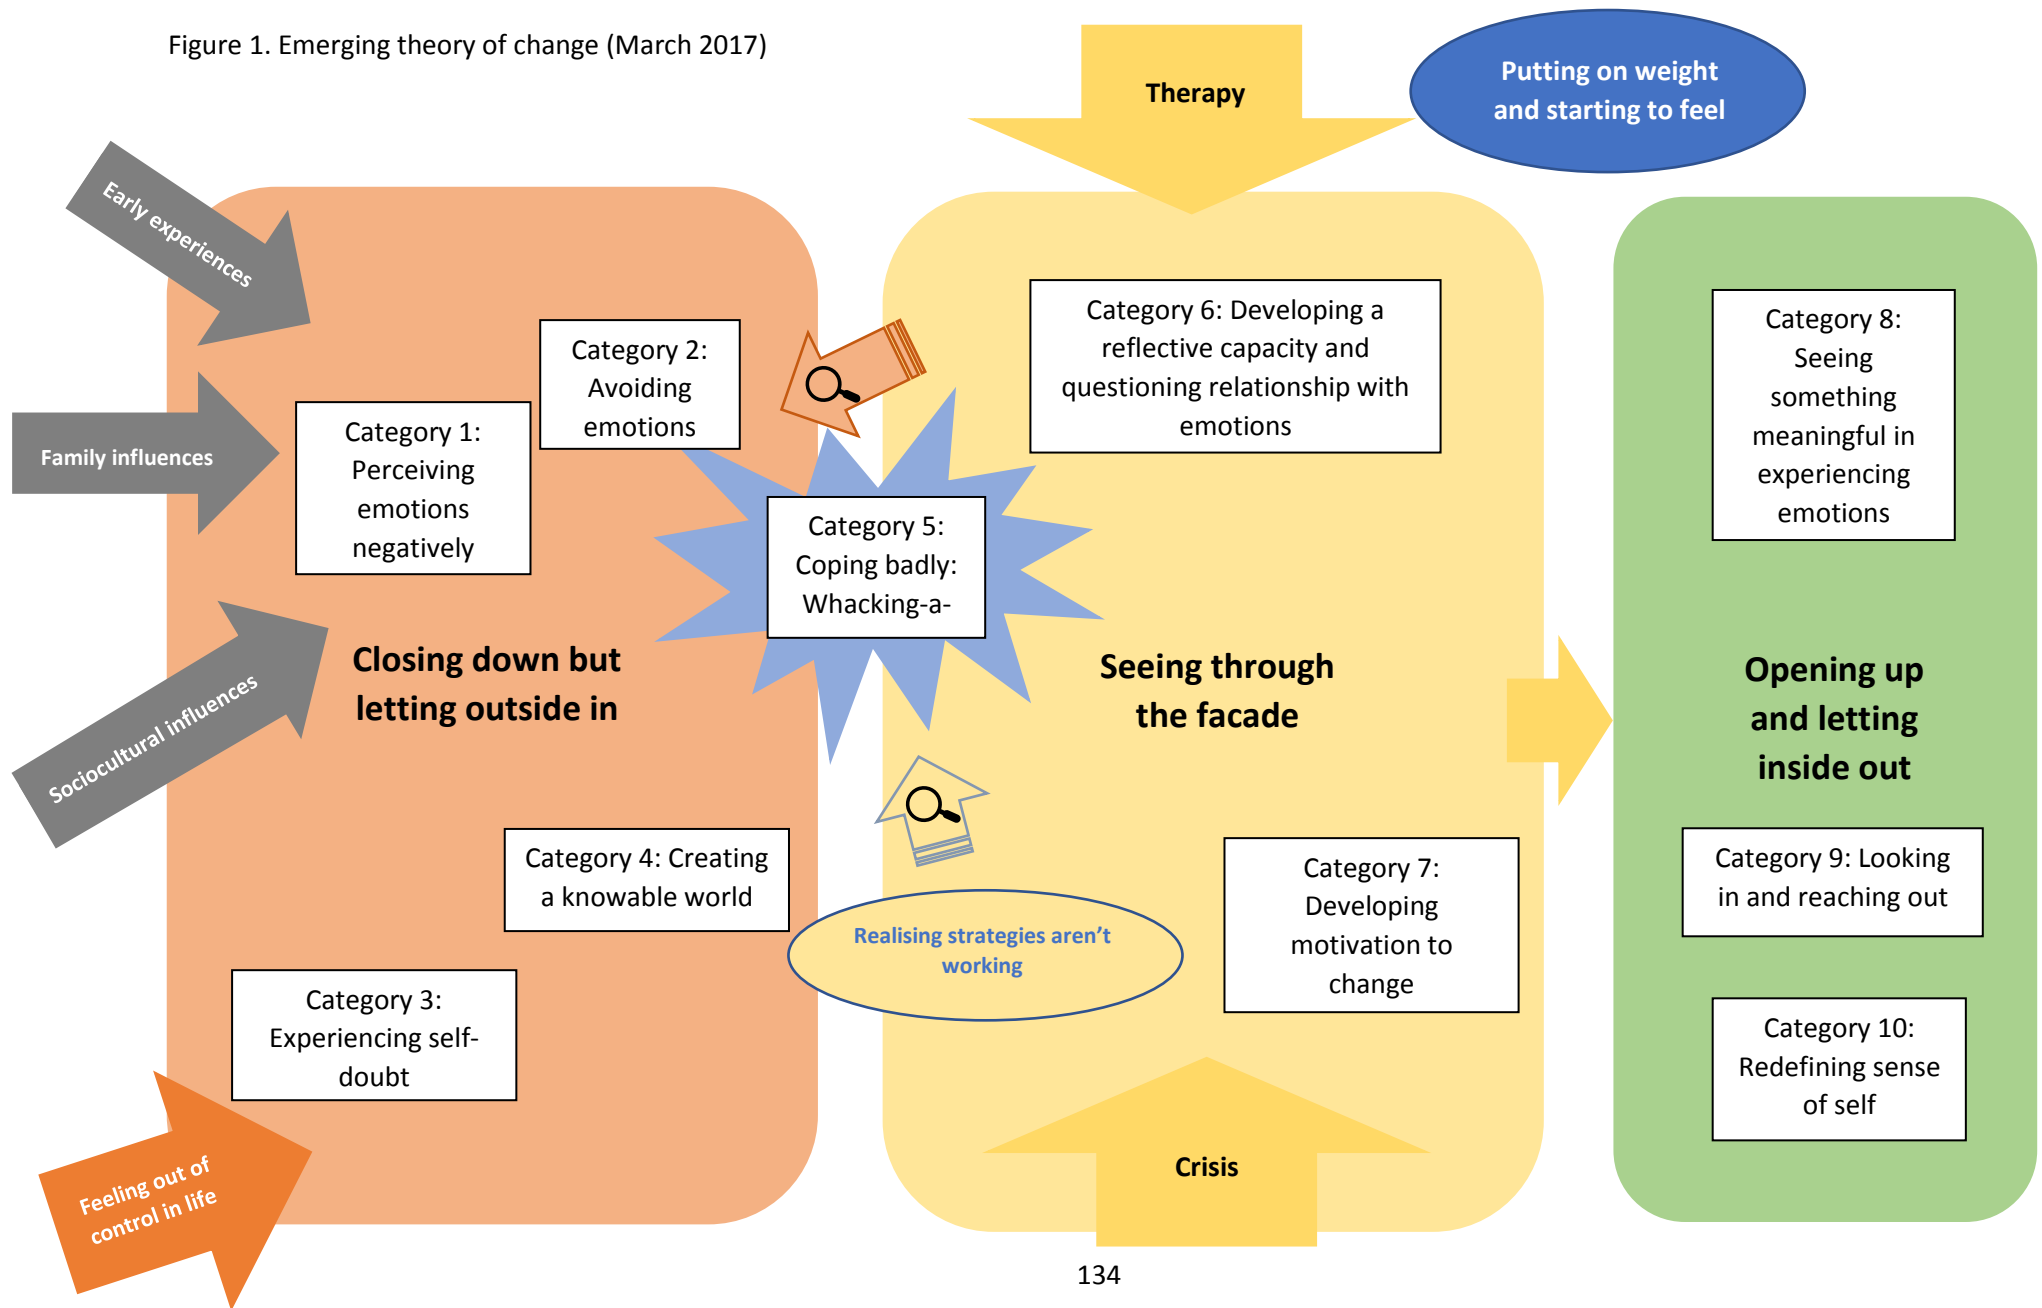 Figure 1. Emerging theory of change (March 2017)
Therapy
Putting on weight
and starting to feel
Early experiences
Family influences
Sociocultural influences
Feeling out of
control in life
Category 1:
Perceiving
emotions
negatively
Category 2:
Avoiding
emotions
Closing down but
letting outside in
Category 4: Creating
a knowable world
Category 3:
Experiencing self-
doubt
Category 5:
Coping badly:
Whacking-a-
Category 6: Developing a
reflective capacity and
questioning relationship with
emotions
Seeing through
the facade
Realising strategies aren’t
working
Category 7:
Developing
motivation to
change
Crisis
Category 8:
Seeing
something
meaningful in
experiencing
emotions
Opening up
and letting
inside out
Category 9: Looking
in and reaching out
Category 10:
Redefining sense
of self
134